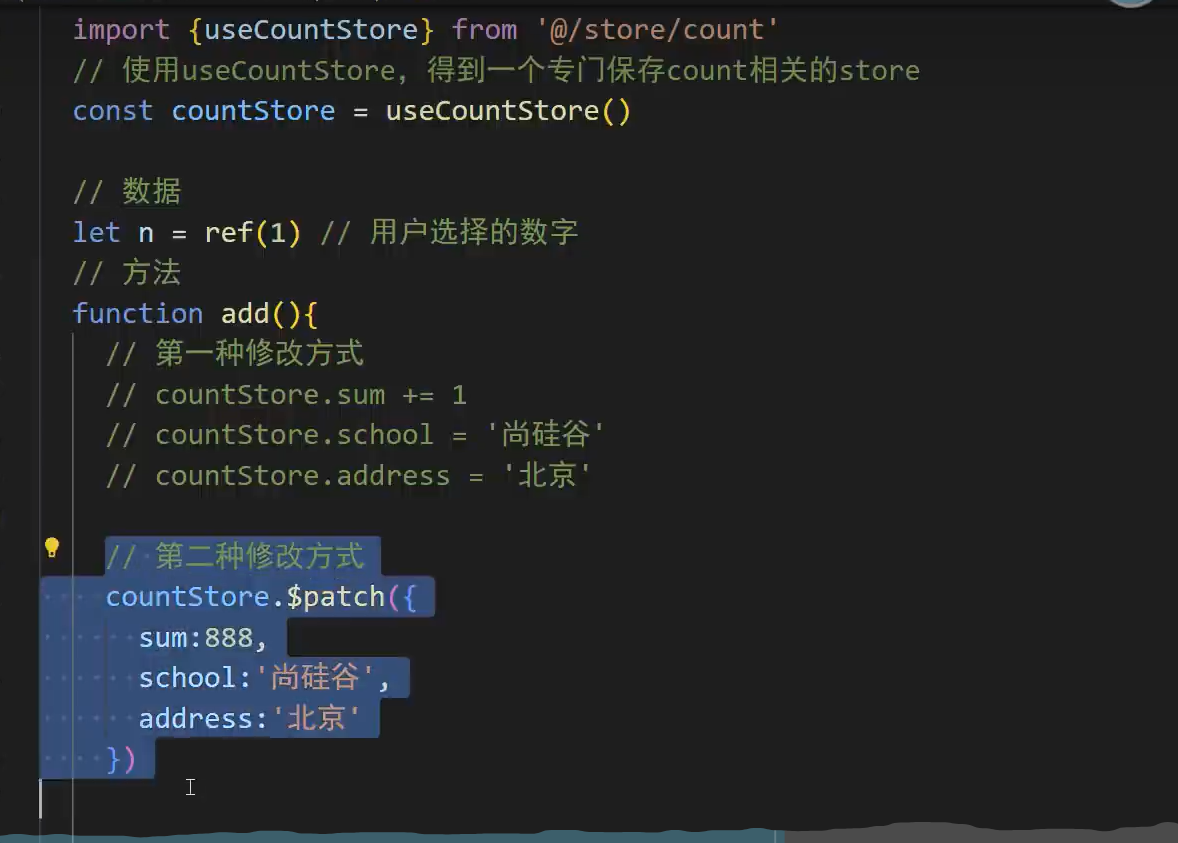 import {useCountStore} from '@/store/count'
// 使用useCountStore，得到一个专门保存count相关的store
const countStore = useCountStore()
// 数据
let n = ref(1) // 用户选择的数字
// 方法
function add(){
// 第一种修改方式
// countStore.sum += 1
// countStore.school = '尚硅谷'
// countStore.address = '北京'
// 第二种修改方式
countStore.$patch({
sum:888,
school:'尚硅谷',
address:'北京'
})